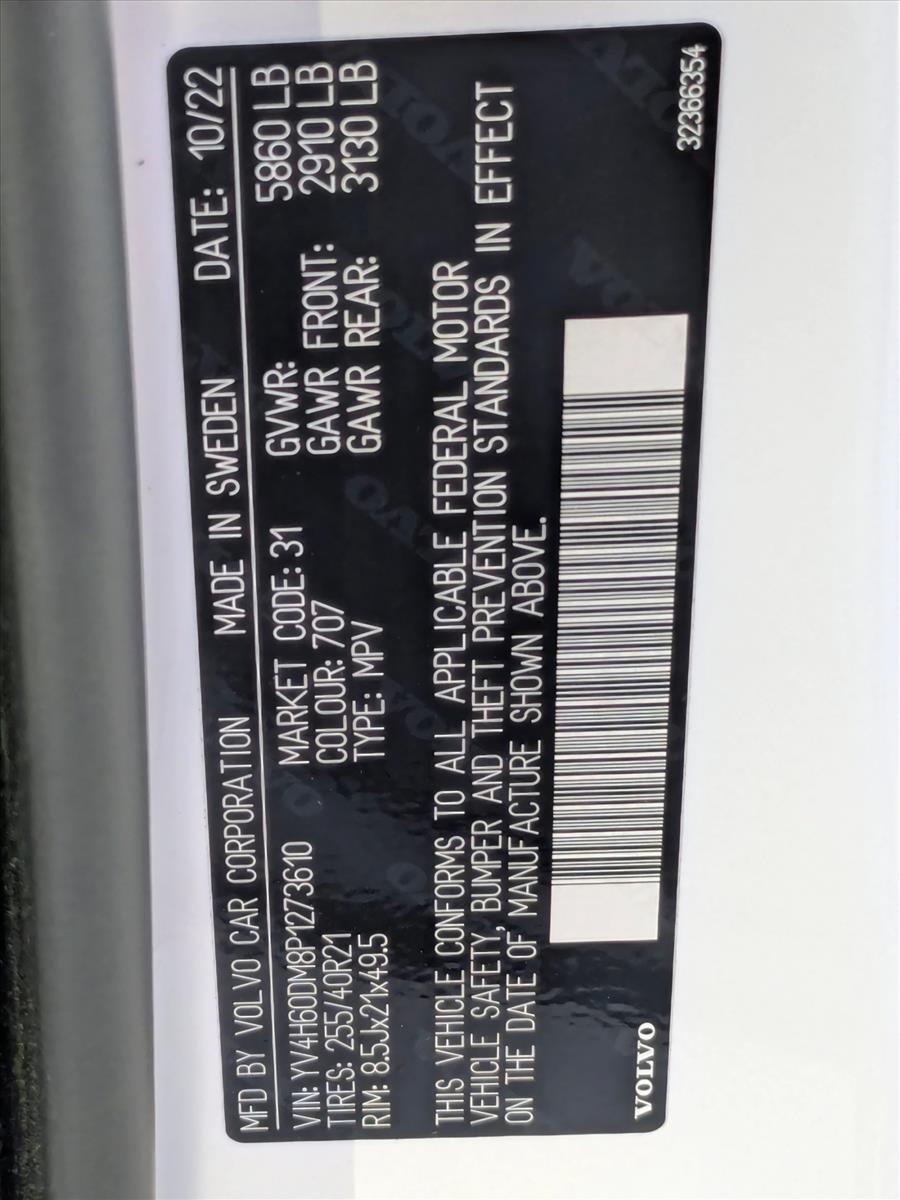 MFD BY VOLVO CAR CORPORATION MADE IN SWEDEN DATE: 10/22
VIN: YV4H60DM8P1273610 MARKET CODE: 31 GVWR: 5860 LB
TIRES: 255/40R21 COLOUR: 707 GAWR FRONT: 2910 LB
RIM: 8.5Jx21x49.5 TYPE: MPV GAWR REAR: 3130 LB
THIS VEHICLE CONFORMS TO ALL APPLICABLE FEDERAL MOTOR
VEHICLE SAFETY, BUMPER AND THEFT PREVENTION STANDARDS IN EFFECT
ON THE DATE OF MANUFACTURE SHOWN ABOVE.
VOLVO 32366354